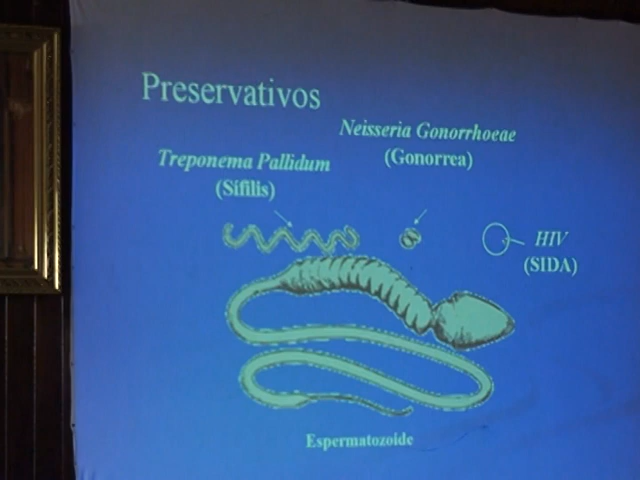 Preservativos
Neisseria Gonorrhoeae
(Gonorrea)
Treponema Pallidum
(Sífilis)
HIV
(SIDA)
Espermatozoide